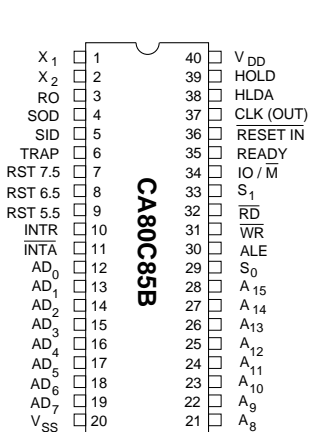 X1 1 40 VDD
X2 2 39 HOLD
RO 3 38 HLDA
SOD 4 37 CLK (OUT)
SID 5 36 RESET IN
TRAP 6 35 READY
RST 7.5 7 34 IO / M
RST 6.5 8 33 S1
RST 5.5 9 32 RD
INTR 10 31 WR
INTA 11 30 ALE
AD0 12 29 S0
AD1 13 28 A15
AD2 14 27 A14
AD3 15 26 A13
AD4 16 25 A12
AD5 17 24 A11
AD6 18 23 A10
AD7 19 22 A9
VSS 20 21 A8
CA80C85B